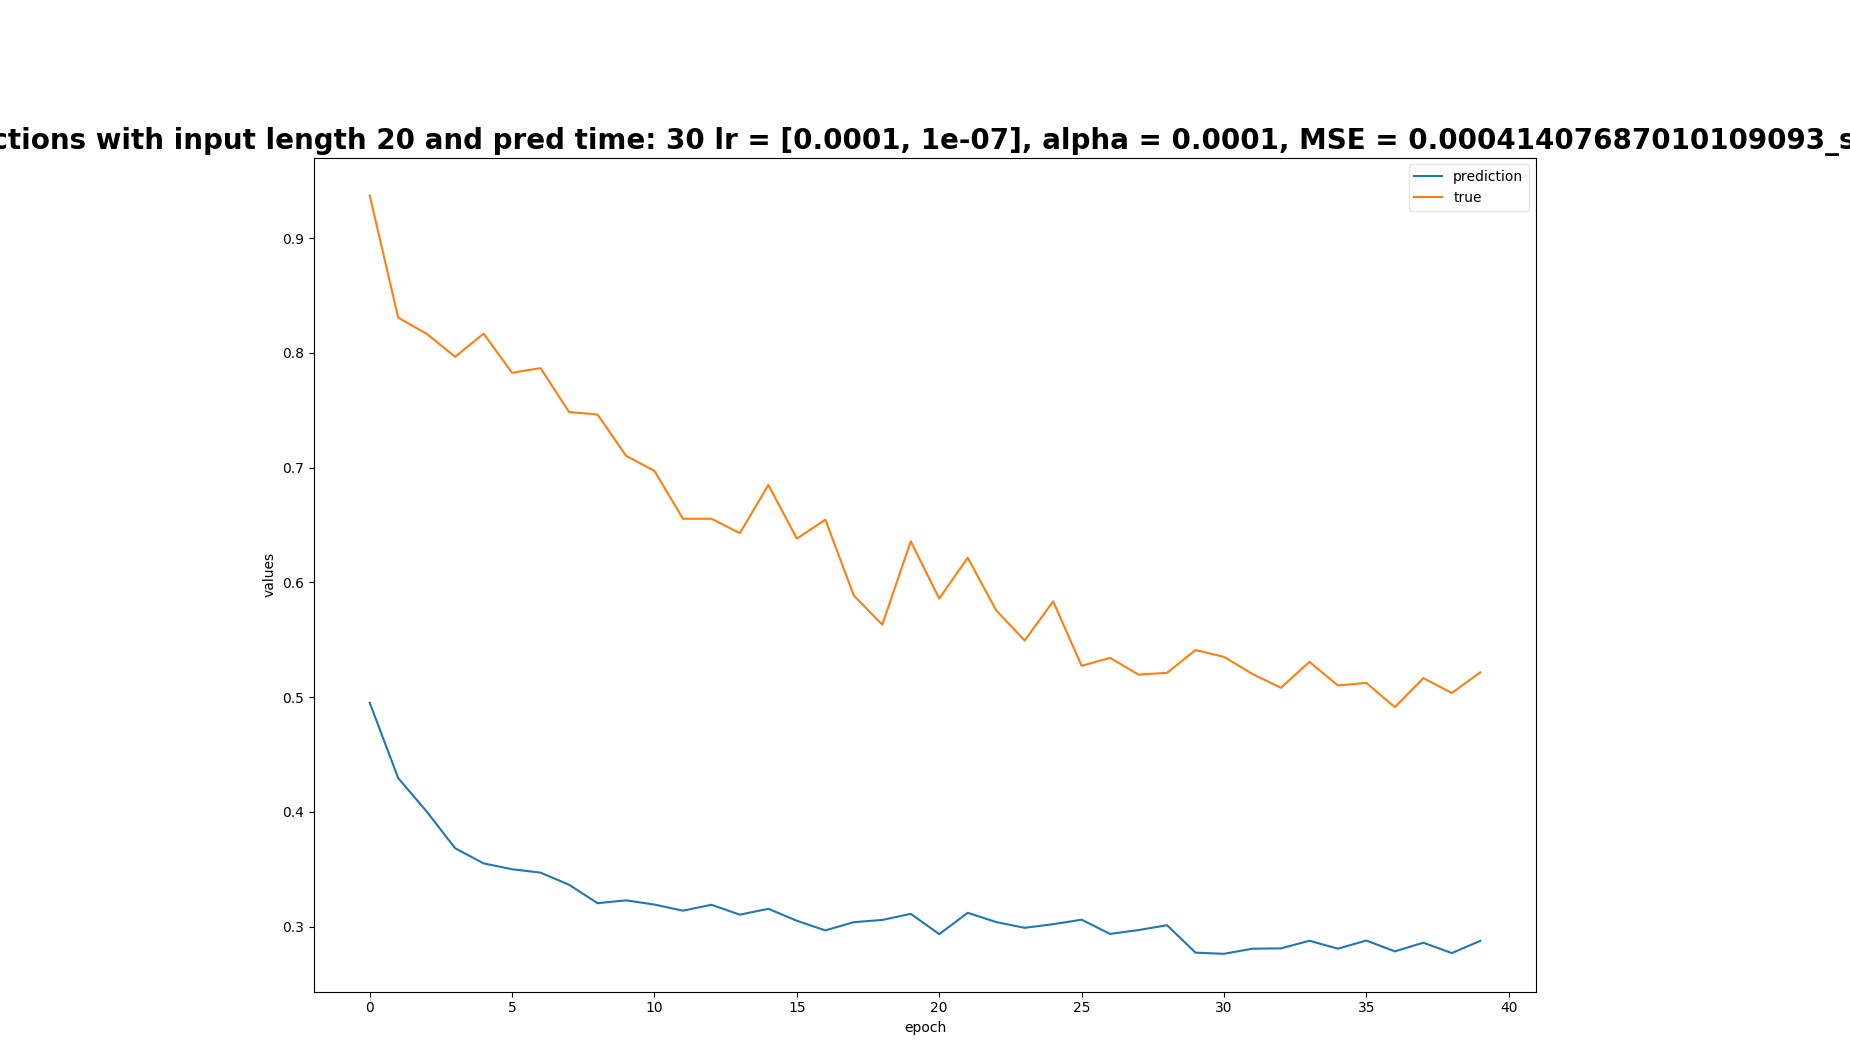 ctions with input length 20 and pred time: 30 lr = [0.0001, 1e-07], alpha = 0.0001, MSE = 0.00041407687010109093_s
prediction
true
0.9
0.8
0.7
0.6
0.5
0.4
0.3
values
0 5 10 15 20 25 30 35 40
epoch